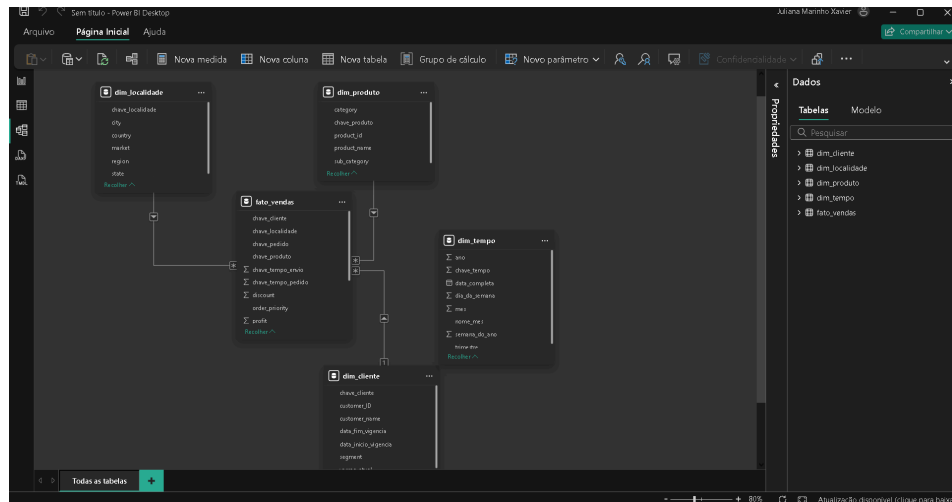 Sem título - Power BI Desktop
Juliana Marinho Xavier
Arquivo
Página Inicial
Ajuda
Compartilhar
Nova medida
Nova coluna
Nova tabela
Grupo de cálculo
Novo parâmetro
Confidencialidade
dim_localidade
chave_localidade
city
country
market
region
state
Recolher
dim_produto
category
chave_produto
product_id
product_name
sub_category
Recolher
fato_vendas
chave_cliente
chave_localidade
chave_pedido
chave_produto
chave_tempo_envio
chave_tempo_pedido
discount
order_priority
profit
Recolher
dim_tempo
ano
chave_tempo
data_completa
dia_da_semana
mes
nome_mes
semana_do_ano
trimestre
Recolher
1
dim_cliente
chave_cliente
customer_ID
customer_name
data_fim_vigencia
data_inicio_vigencia
segment
Propriedades
Dados
Tabelas
Modelo
Pesquisar
dim_cliente
dim_localidade
dim_produto
dim_tempo
fato_vendas
Todas as tabelas
80%
Atualização disponível (clique para baix